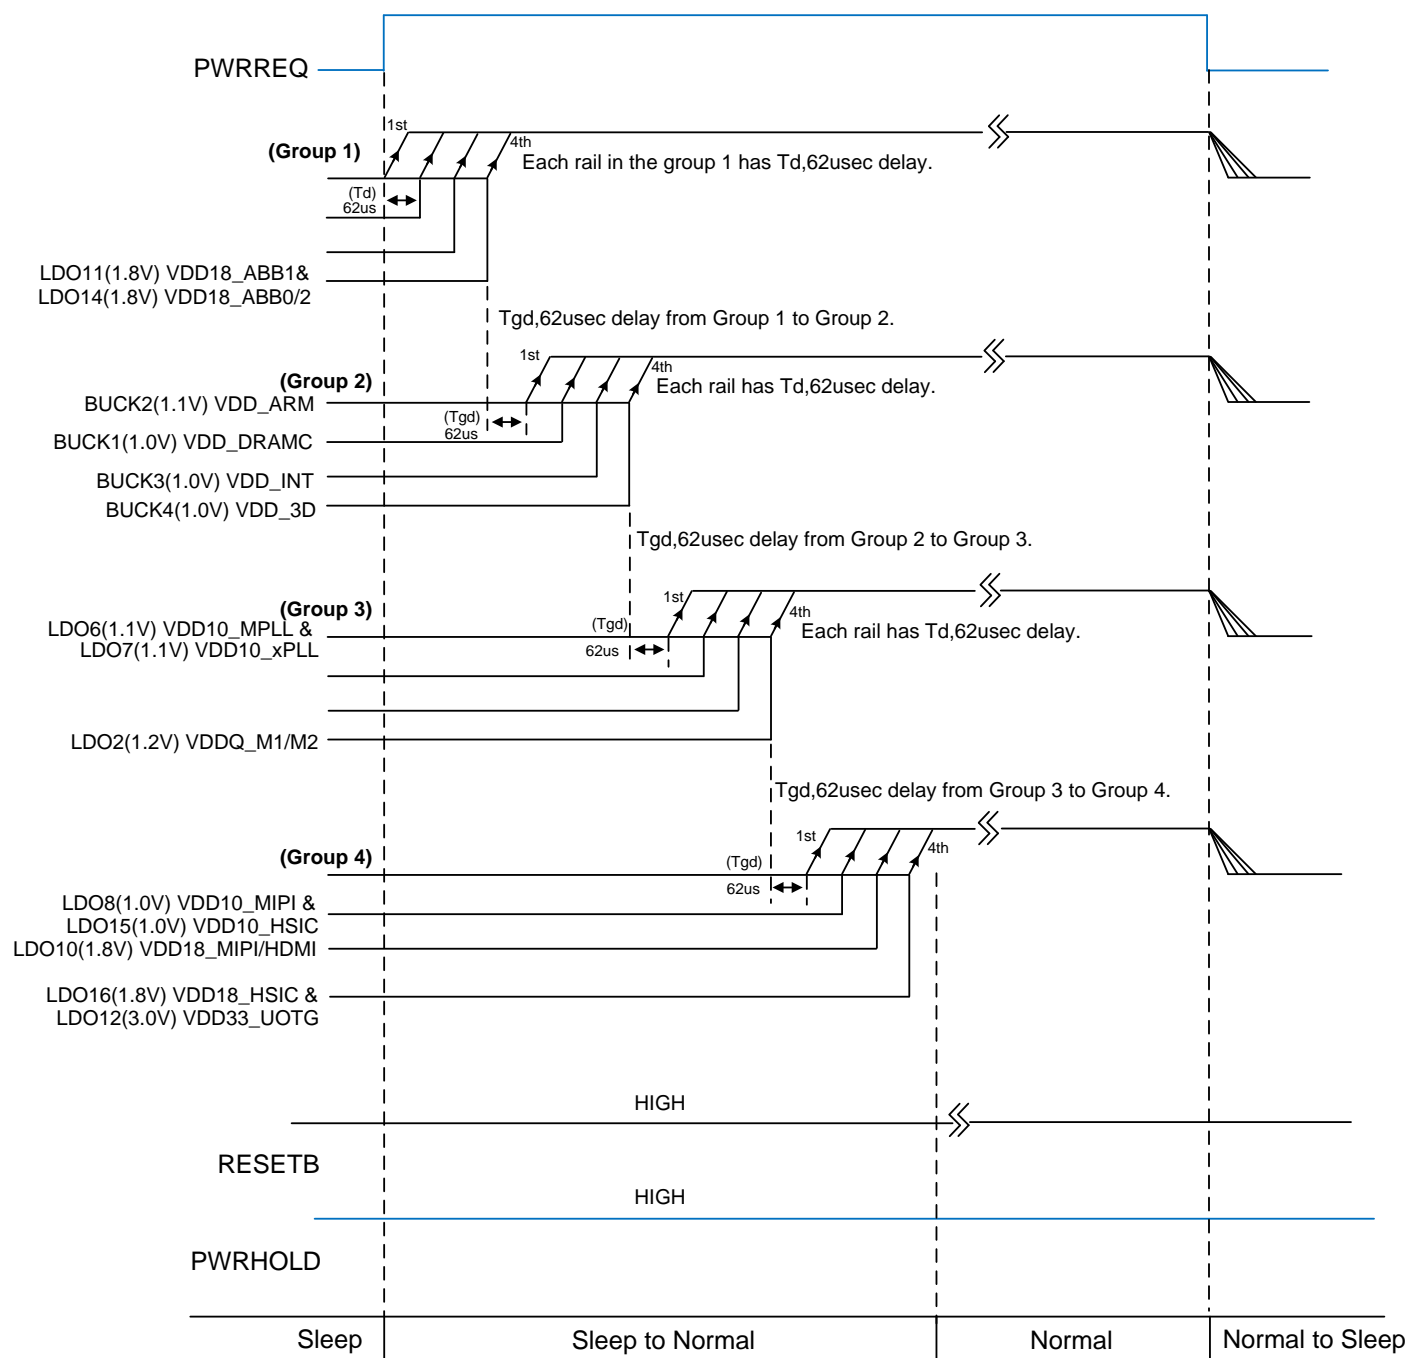 PWRREQ
1st
4th
(Group 1)
Each rail in the group 1 has Td,62usec delay.
(Td)
62us
LDO11(1.8V) VDD18_ABB1&
LDO14(1.8V) VDD18_ABB0/2
Tgd,62usec delay from Group 1 to Group 2.
1st
4th
(Group 2)
Each rail has Td,62usec delay.
BUCK2(1.1V) VDD_ARM
(Tgd)
62us
BUCK1(1.0V) VDD_DRAMC
BUCK3(1.0V) VDD_INT
BUCK4(1.0V) VDD_3D
Tgd,62usec delay from Group 2 to Group 3.
1st
4th
(Group 3)
LDO6(1.1V) VDD10_MPLL &
LDO7(1.1V) VDD10_xPLL
(Tgd)
62us
Each rail has Td,62usec delay.
LDO2(1.2V) VDDQ_M1/M2
Tgd,62usec delay from Group 3 to Group 4.
1st
4th
(Group 4)
(Tgd)
62us
LDO8(1.0V) VDD10_MIPI &
LDO15(1.0V) VDD10_HSIC
LDO10(1.8V) VDD18_MIPI/HDMI
LDO16(1.8V) VDD18_HSIC &
LDO12(3.0V) VDD33_UOTG
HIGH
RESETB
HIGH
PWRHOLD
Sleep
Sleep to Normal
Normal
Normal to Sleep